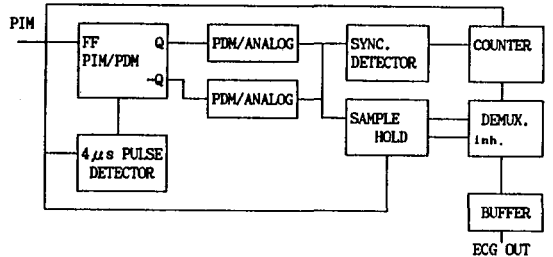 PIM
FF
PIM/PDM
Q
-Q
PDM/ANALOG
PDM/ANALOG
SYNC.
DETECTOR
COUNTER
SAMPLE
HOLD
DEMUX.
inh.
4μs PULSE
DETECTOR
BUFFER
ECG OUT